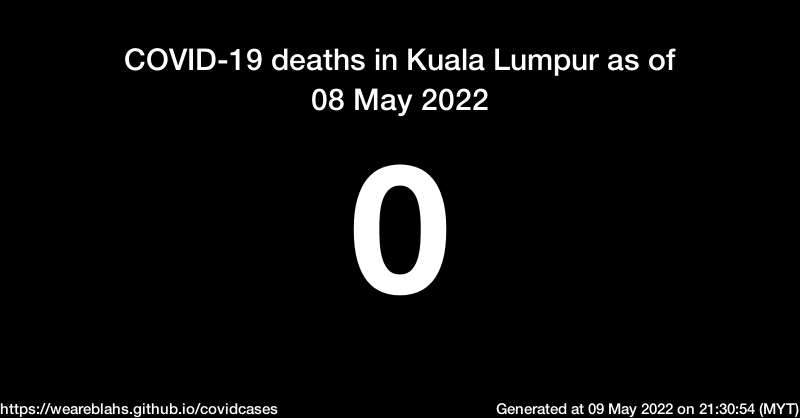 COVID-19 deaths in Kuala Lumpur as of
08 May 2022
0
https://weareblahs.github.io/covidcases
Generated at 09 May 2022 on 21:30:54 (MYT)